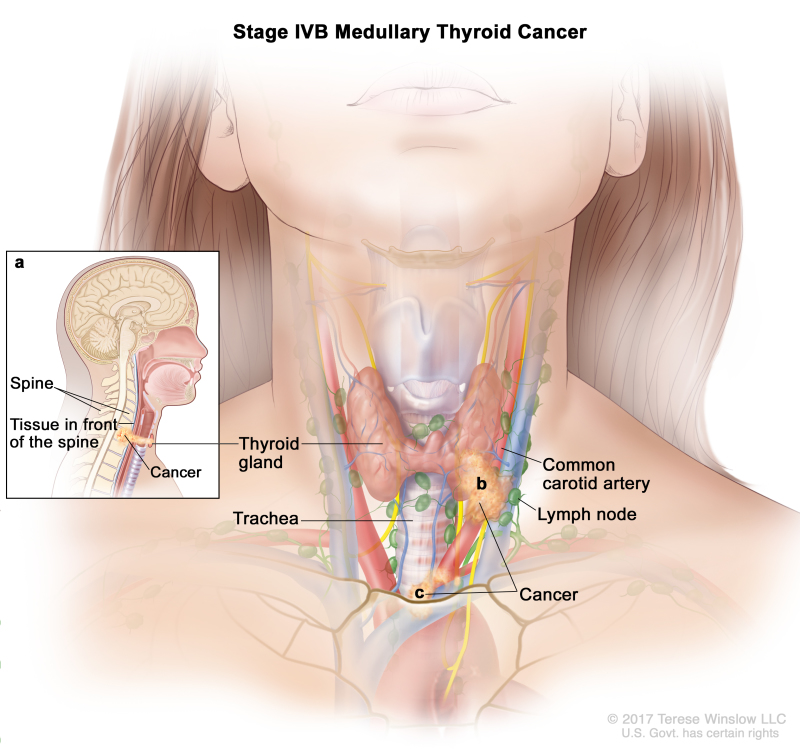 Stage IVB Medullary Thyroid Cancer
a
Spine
Tissue in front
of the spine
Cancer
Thyroid
gland
Trachea
b
Common
carotid artery
Lymph node
c
Cancer
© 2017 Terese Winslow LLC
U.S. Govt. has certain rights